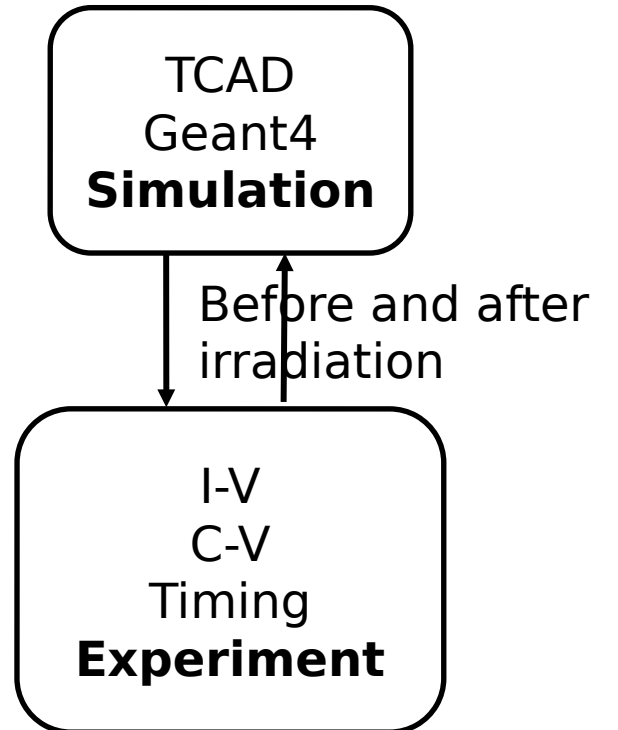 TCAD
Geant4
Simulation
Before and after
irradiation
I-V
C-V
Timing
Experiment